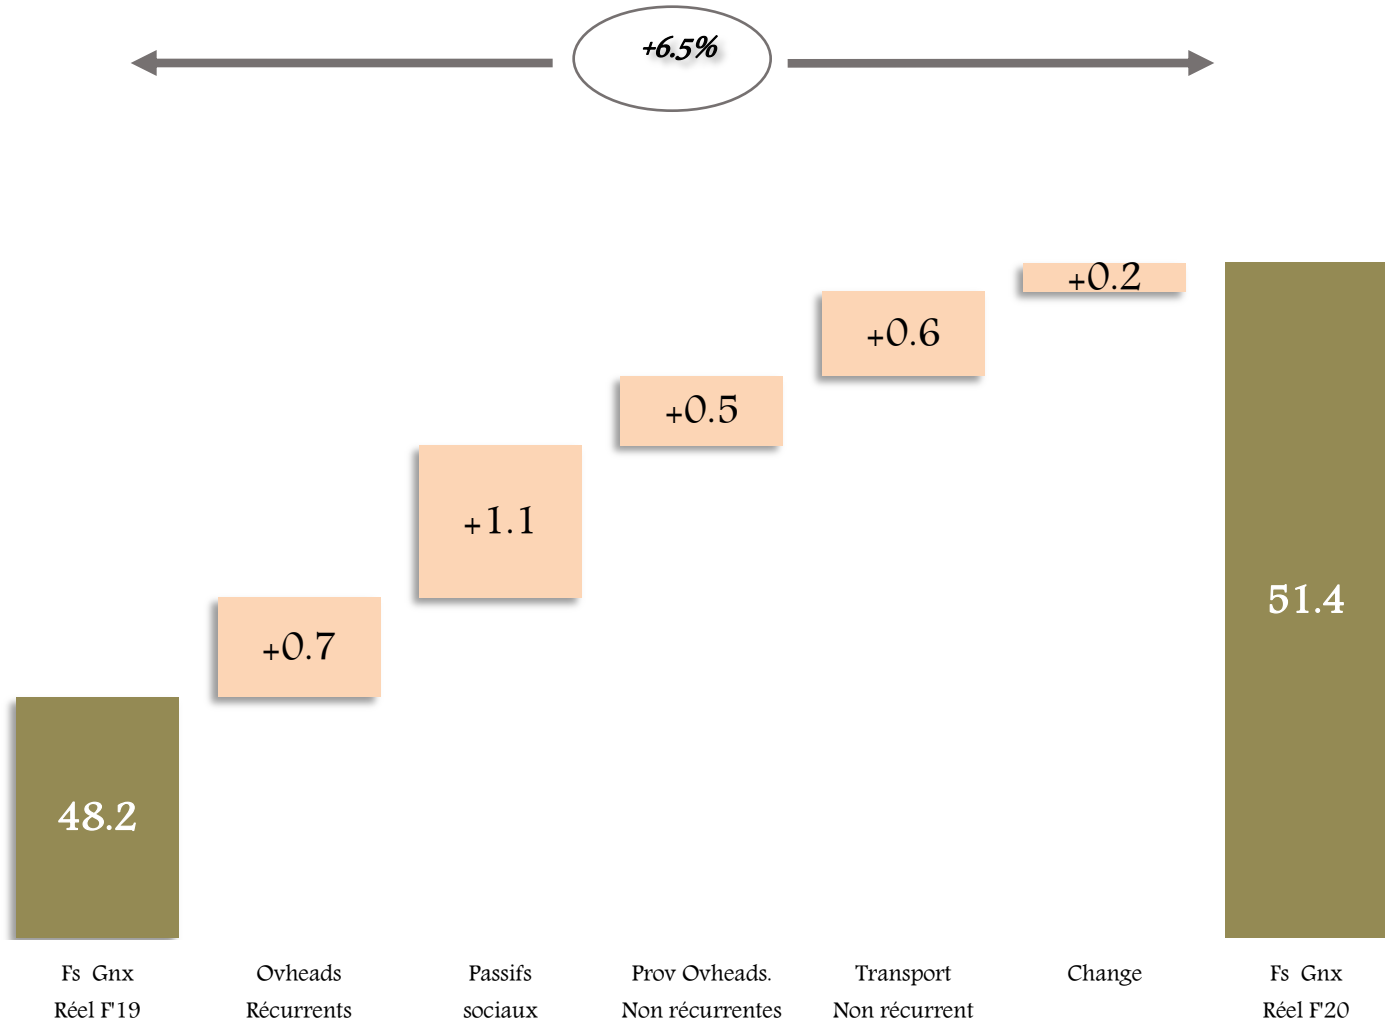 +6.5%
+0.2
+0.6
+0.5
+1.1
+0.7
51.4
48.2
Fs Gnx
Réel F'19
Ovheads
Récurrents
Passifs
sociaux
Prov Ovheads.
Non récurrentes
Transport
Non récurrent
Change
Fs Gnx
Réel F'20